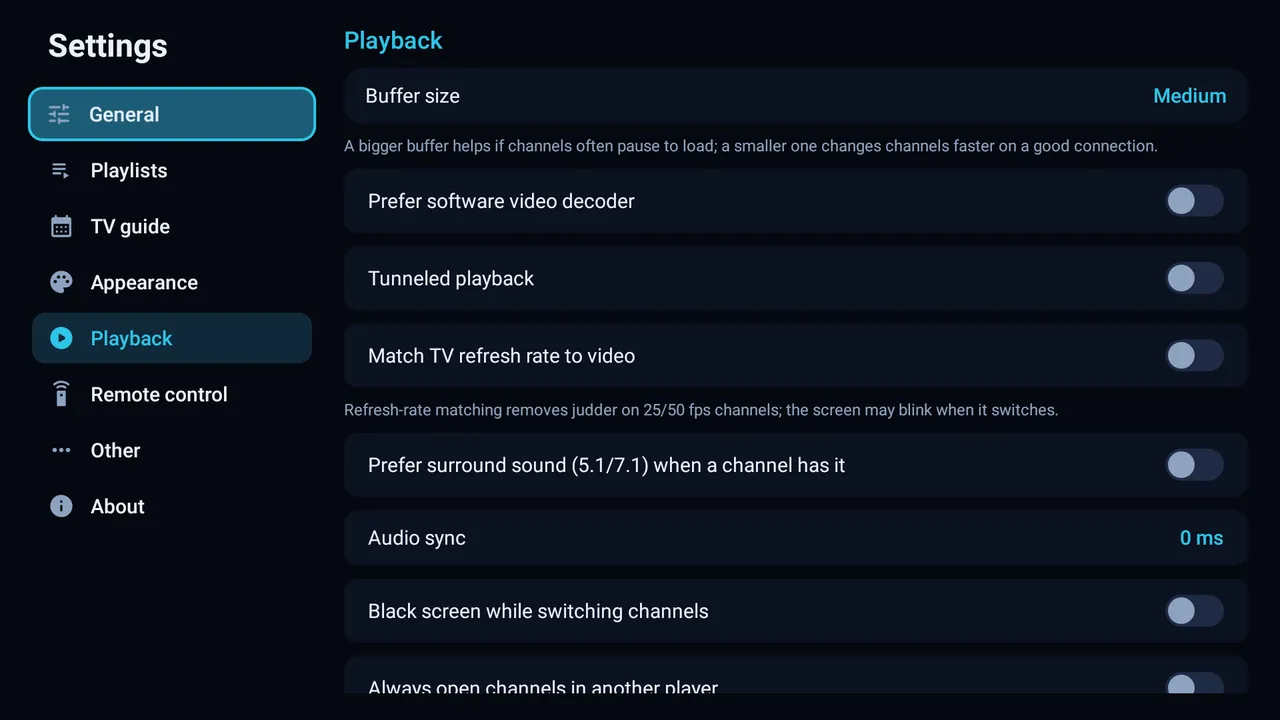 Settings
General
Playlists
TV guide
Appearance
Playback
Remote control
Other
About
Playback
Buffer size
Medium
A bigger buffer helps if channels often pause to load; a smaller one changes channels faster on a good connection.
Prefer software video decoder
Tunneled playback
Match TV refresh rate to video
Refresh-rate matching removes judder on 25/50 fps channels; the screen may blink when it switches.
Prefer surround sound (5.1/7.1) when a channel has it
Audio sync
0 ms
Black screen while switching channels
Always open channels in another player